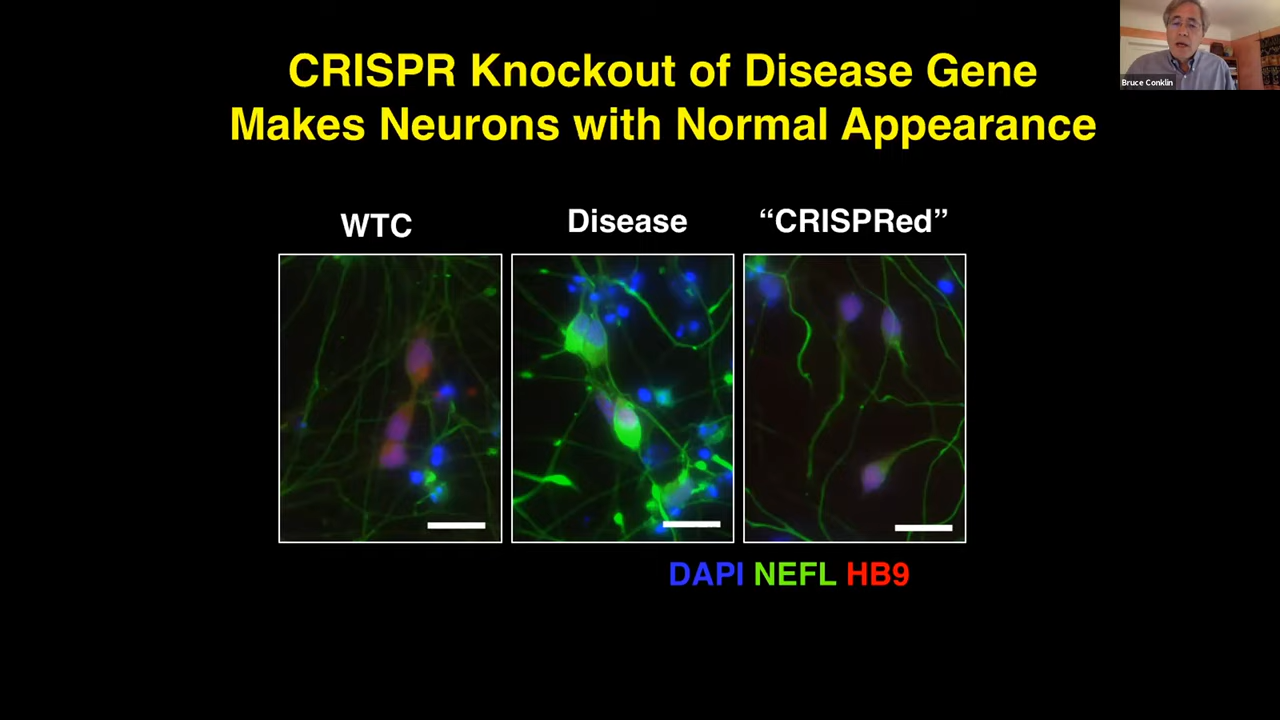 CRISPR Knockout of Disease Gene
Makes Neurons with Normal Appearance
Bruce Conklin
WTC
Disease
“CRISPRed”
DAPI NEFL HB9